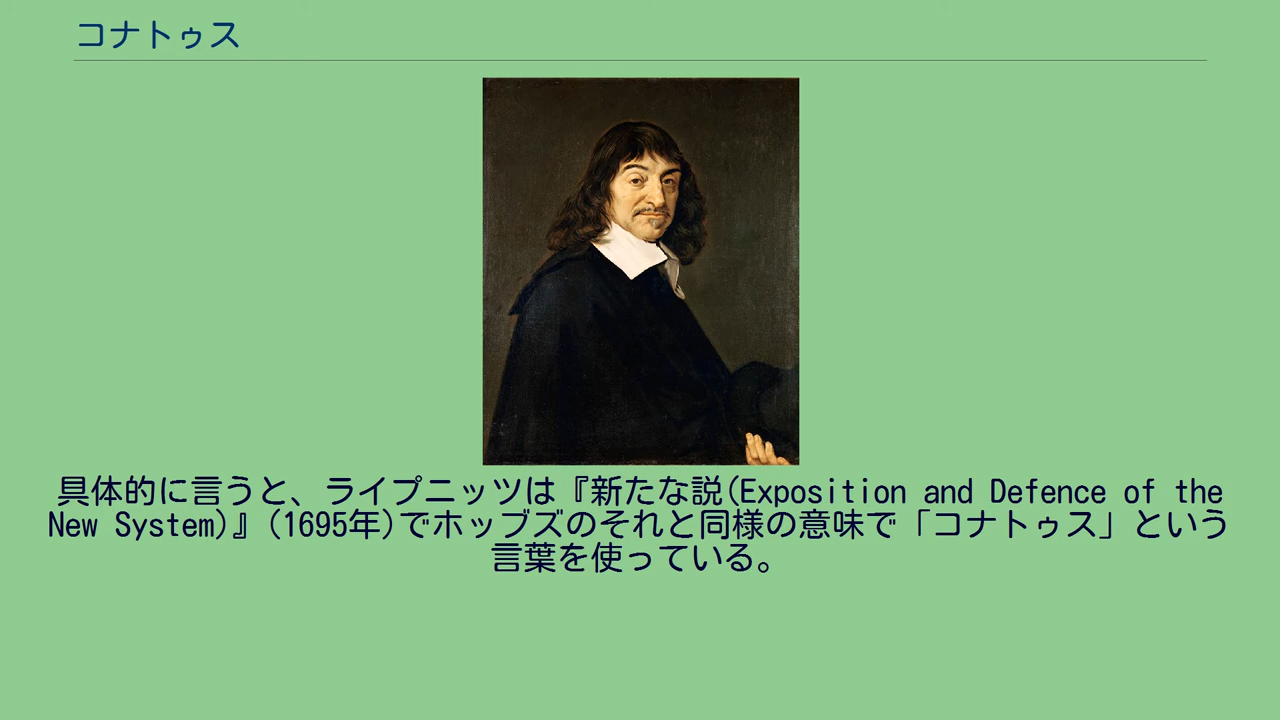 コナトゥス
具体的に言うと、ライプニッツは『新たな説(Exposition and Defence of the
New System)』(1695年)でホッブズのそれと同様の意味で「コナトゥス」という
言葉を使っている。